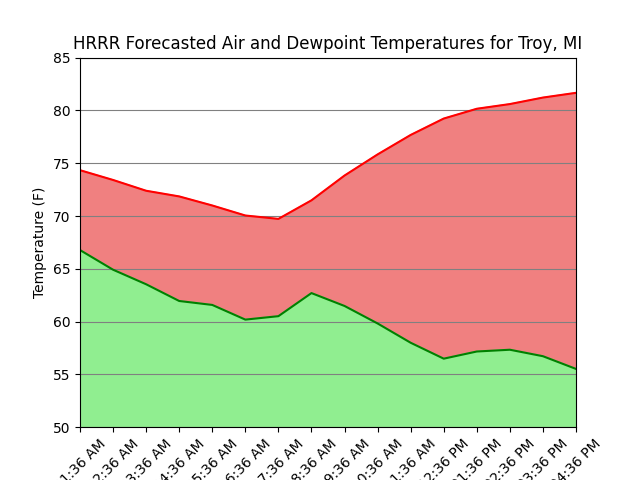 HRRR Forecasted Air and Dewpoint Temperatures for Troy, MI
Temperature (F)
85
80
75
70
65
60
55
50
1:36 AM
2:36 AM
3:36 AM
4:36 AM
5:36 AM
6:36 AM
7:36 AM
8:36 AM
9:36 AM
0:36 AM
1:36 AM
2:36 PM
01:36 PM
02:36 PM
03:36 PM
04:36 PM